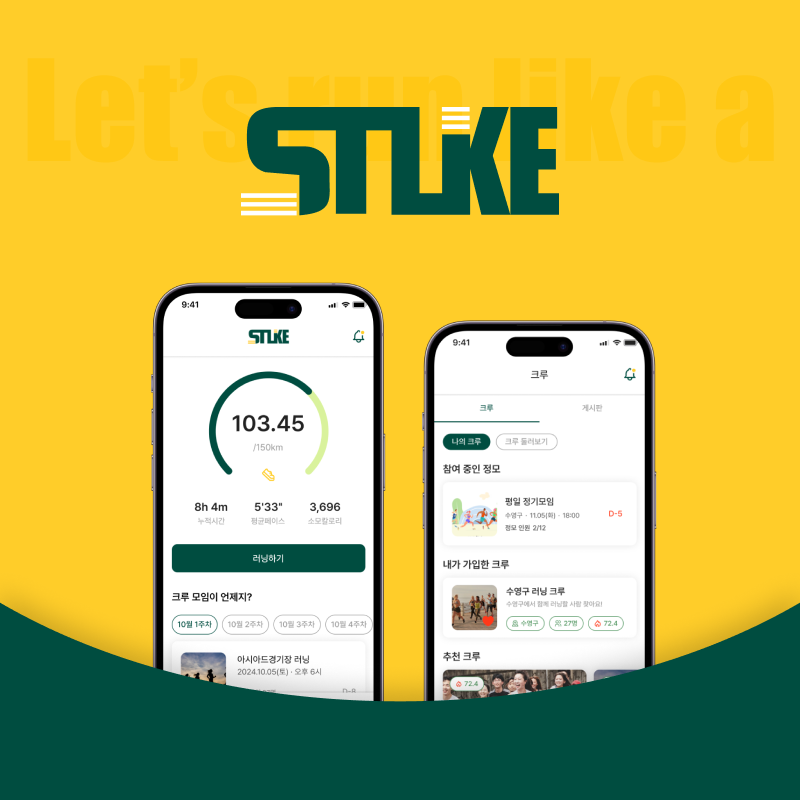 Let's run like a
STLIKE
9:41
STLIKE
103.45
/150km
8h 4m
5'33"
3,696
누적시간
평균페이스
소모칼로리
러닝하기
크루 모임이 언제지?
10월 1주차
10월 2주차
10월 3주차
10월 4주차
아시아드경기장 러닝
2024.10.05(토) · 오후 6시
D-8
9:41
크루
크루
게시판
나의 크루
크루 둘러보기
참여 중인 정모
평일 정기모임
수영구 · 11.05(화) · 18:00
정모 인원 2/12
D-5
내가 가입한 크루
수영구 러닝 크루
수영구에서 함께 러닝할 사람 찾아요!
수영구
27명
72.4
추천 크루
72.4